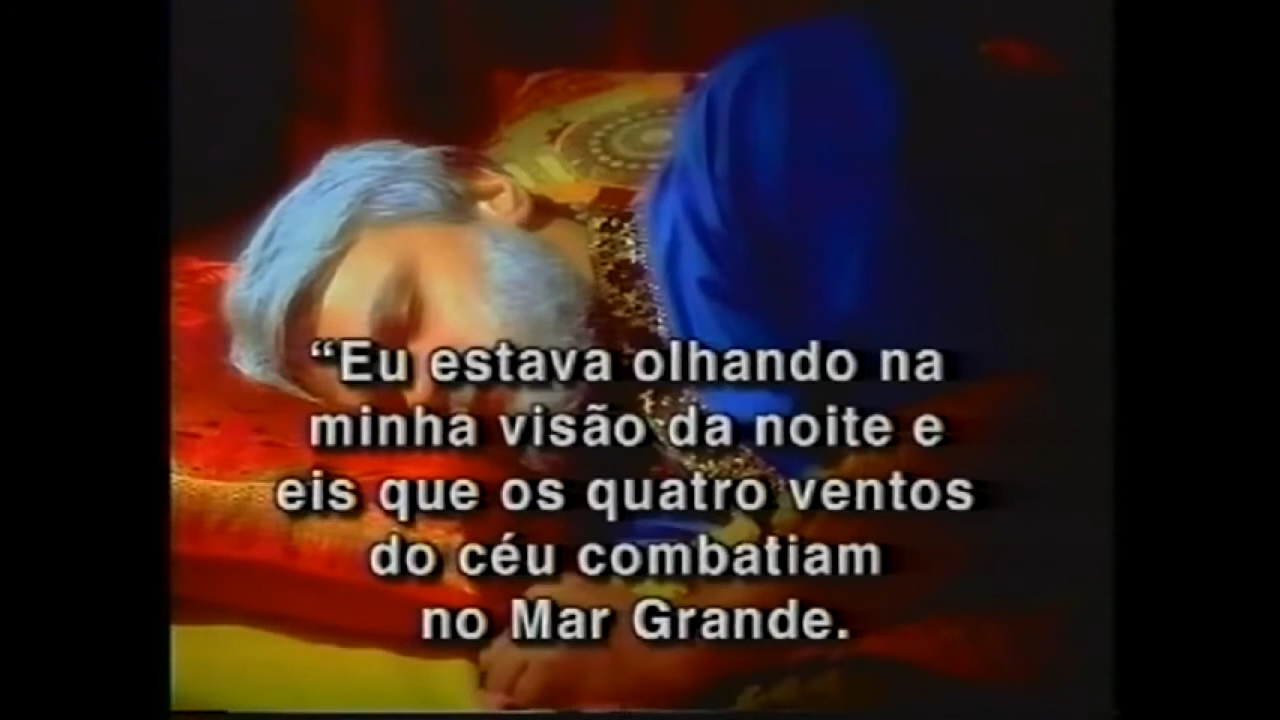 “Eu estava olhando na
minha visão da noite e
eis que os quatro ventos
do céu combatiam
no Mar Grande.